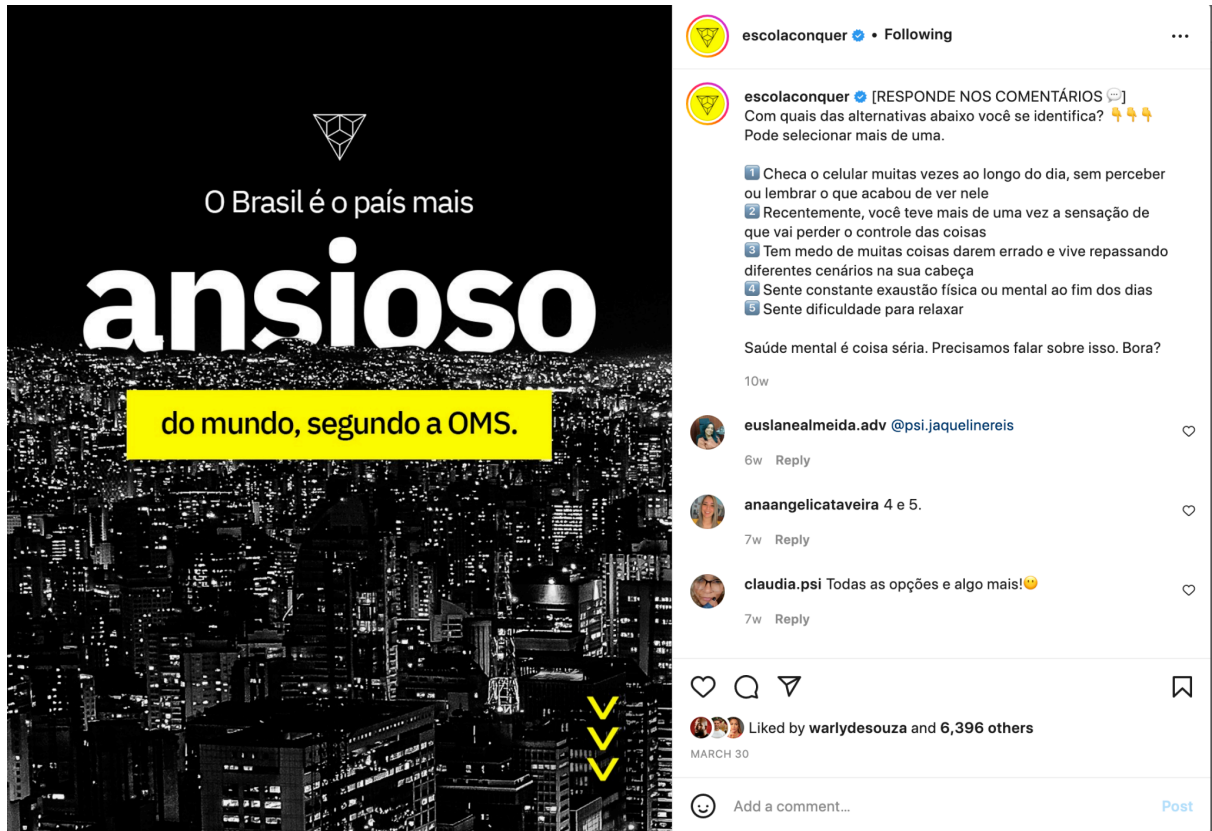 O Brasil é o país mais
ansioso
do mundo, segundo a OMS.
escolaconquer • Following
escolaconquer [RESPONDE NOS COMENTÁRIOS 💬]
Com quais das alternativas abaixo você se identifica? 👇👇👇
Pode selecionar mais de uma.
1️⃣ Checa o celular muitas vezes ao longo do dia, sem perceber
ou lembrar o que acabou de ver nele
2️⃣ Recentemente, você teve mais de uma vez a sensação de
que vai perder o controle das coisas
3️⃣ Tem medo de muitas coisas darem errado e vive repassando
diferentes cenários na sua cabeça
4️⃣ Sente constante exaustão física ou mental ao fim dos dias
5️⃣ Sente dificuldade para relaxar
Saúde mental é coisa séria. Precisamos falar sobre isso. Bora?
10w
euslanealmeida.adv @psi.jaquelinereis
6w Reply
anaangelicataveira 4 e 5.
7w Reply
claudia.psi Todas as opções e algo mais!😶
7w Reply
Liked by warlydesouza and 6,396 others
MARCH 30
Add a comment...
Post